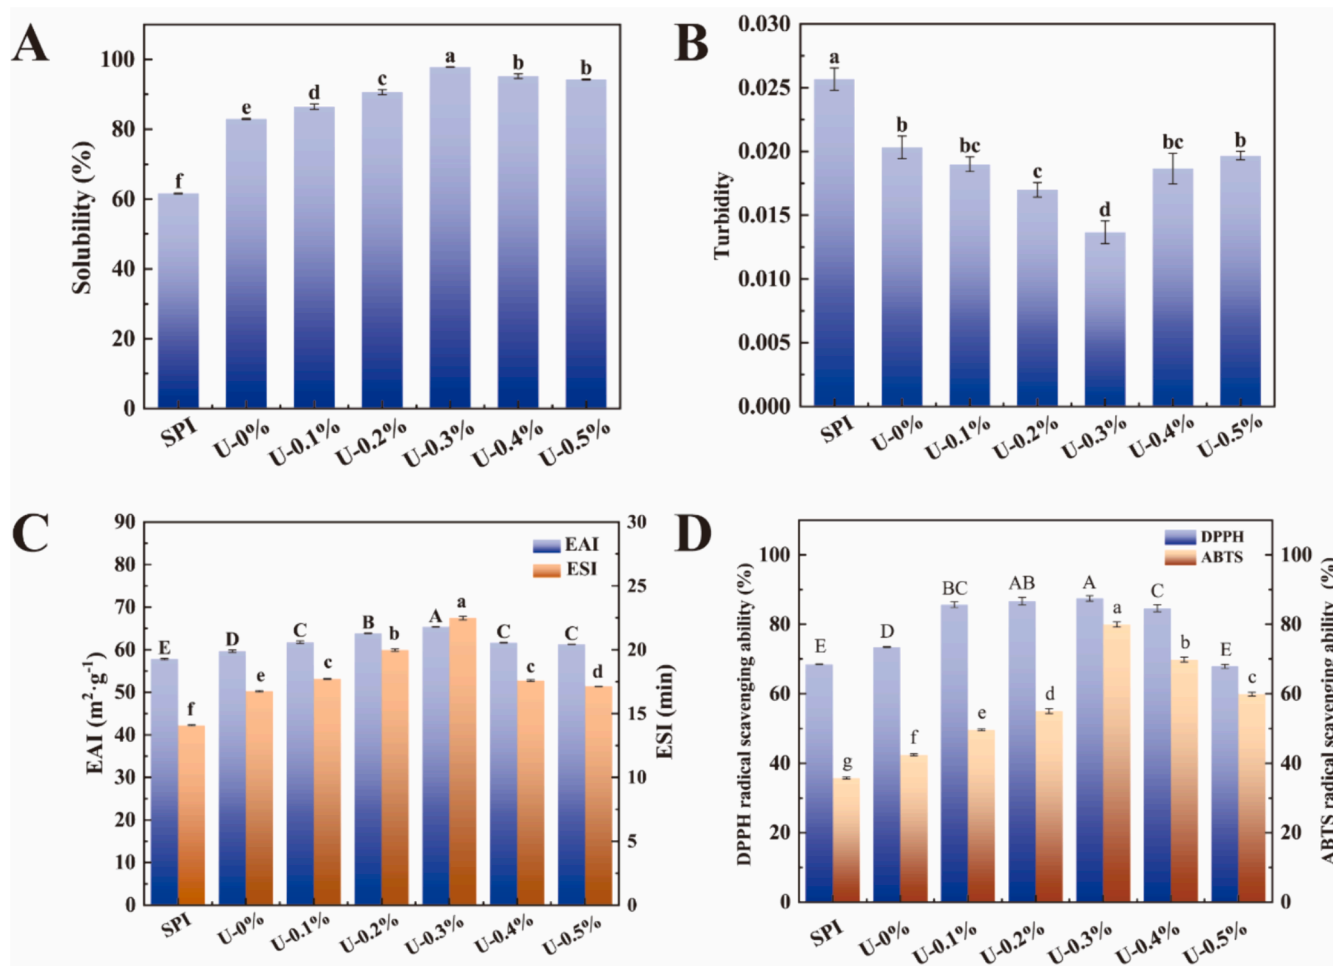 A
Solubility (%)
100
80
60
40
20
0
f
e
d
c
a
b
b
SPI
U-0%
U-0.1%
U-0.2%
U-0.3%
U-0.4%
U-0.5%
B
Turbidity
0.030
0.025
0.020
0.015
0.010
0.005
0.000
a
b
bc
c
d
bc
b
SPI
U-0%
U-0.1%
U-0.2%
U-0.3%
U-0.4%
U-0.5%
C
EAI (m²·g⁻¹)
90
80
70
60
50
40
30
20
10
0
EAI
ESI
E
f
D
e
C
c
B
b
A
a
C
c
C
d
30
25
20
15
10
5
0
ESI (min)
SPI
U-0%
U-0.1%
U-0.2%
U-0.3%
U-0.4%
U-0.5%
D
DPPH radical scavenging ability (%)
100
80
60
40
20
0
DPPH
ABTS
E
g
D
f
BC
e
AB
d
A
a
C
b
E
c
100
80
60
40
20
0
ABTS radical scavenging ability (%)
SPI
U-0%
U-0.1%
U-0.2%
U-0.3%
U-0.4%
U-0.5%